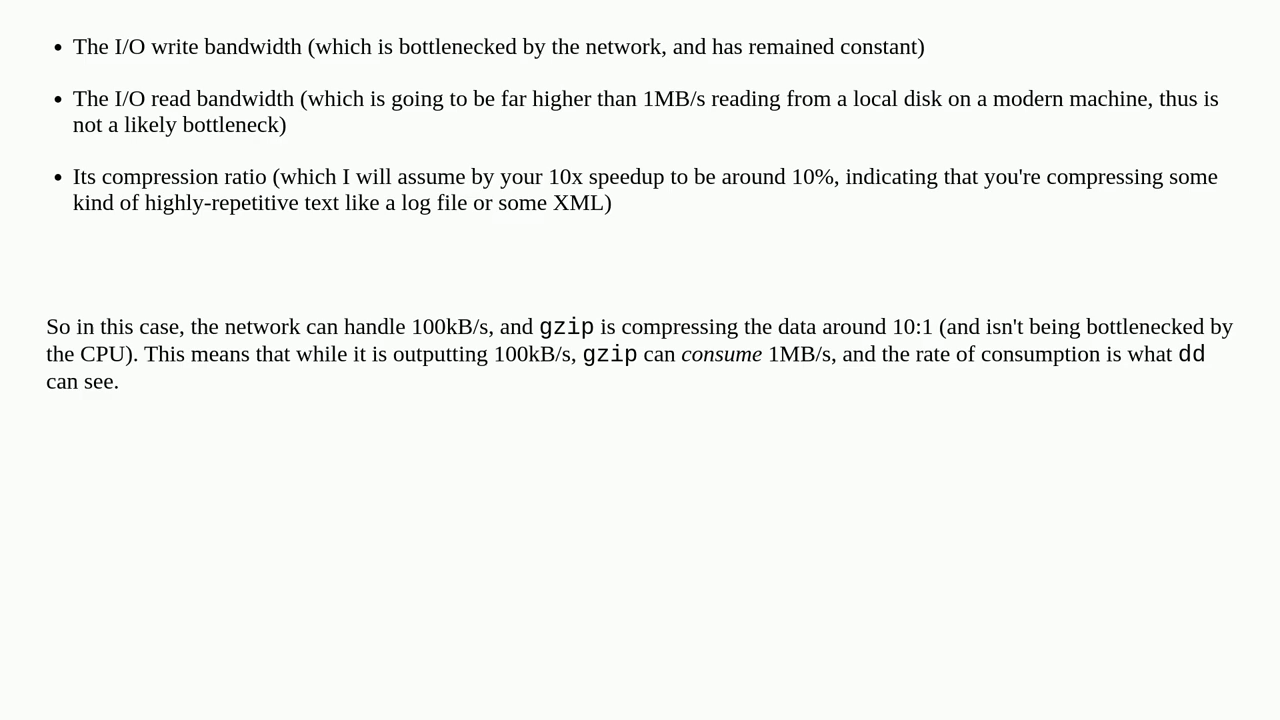 • The I/O write bandwidth (which is bottlenecked by the network, and has remained constant)
• The I/O read bandwidth (which is going to be far higher than 1MB/s reading from a local disk on a modern machine, thus is
not a likely bottleneck)
• Its compression ratio (which I will assume by your 10x speedup to be around 10%, indicating that you're compressing some
kind of highly-repetitive text like a log file or some XML)
So in this case, the network can handle 100kB/s, and gzip is compressing the data around 10:1 (and isn't being bottlenecked by
the CPU). This means that while it is outputting 100kB/s, gzip can consume 1MB/s, and the rate of consumption is what dd
can see.